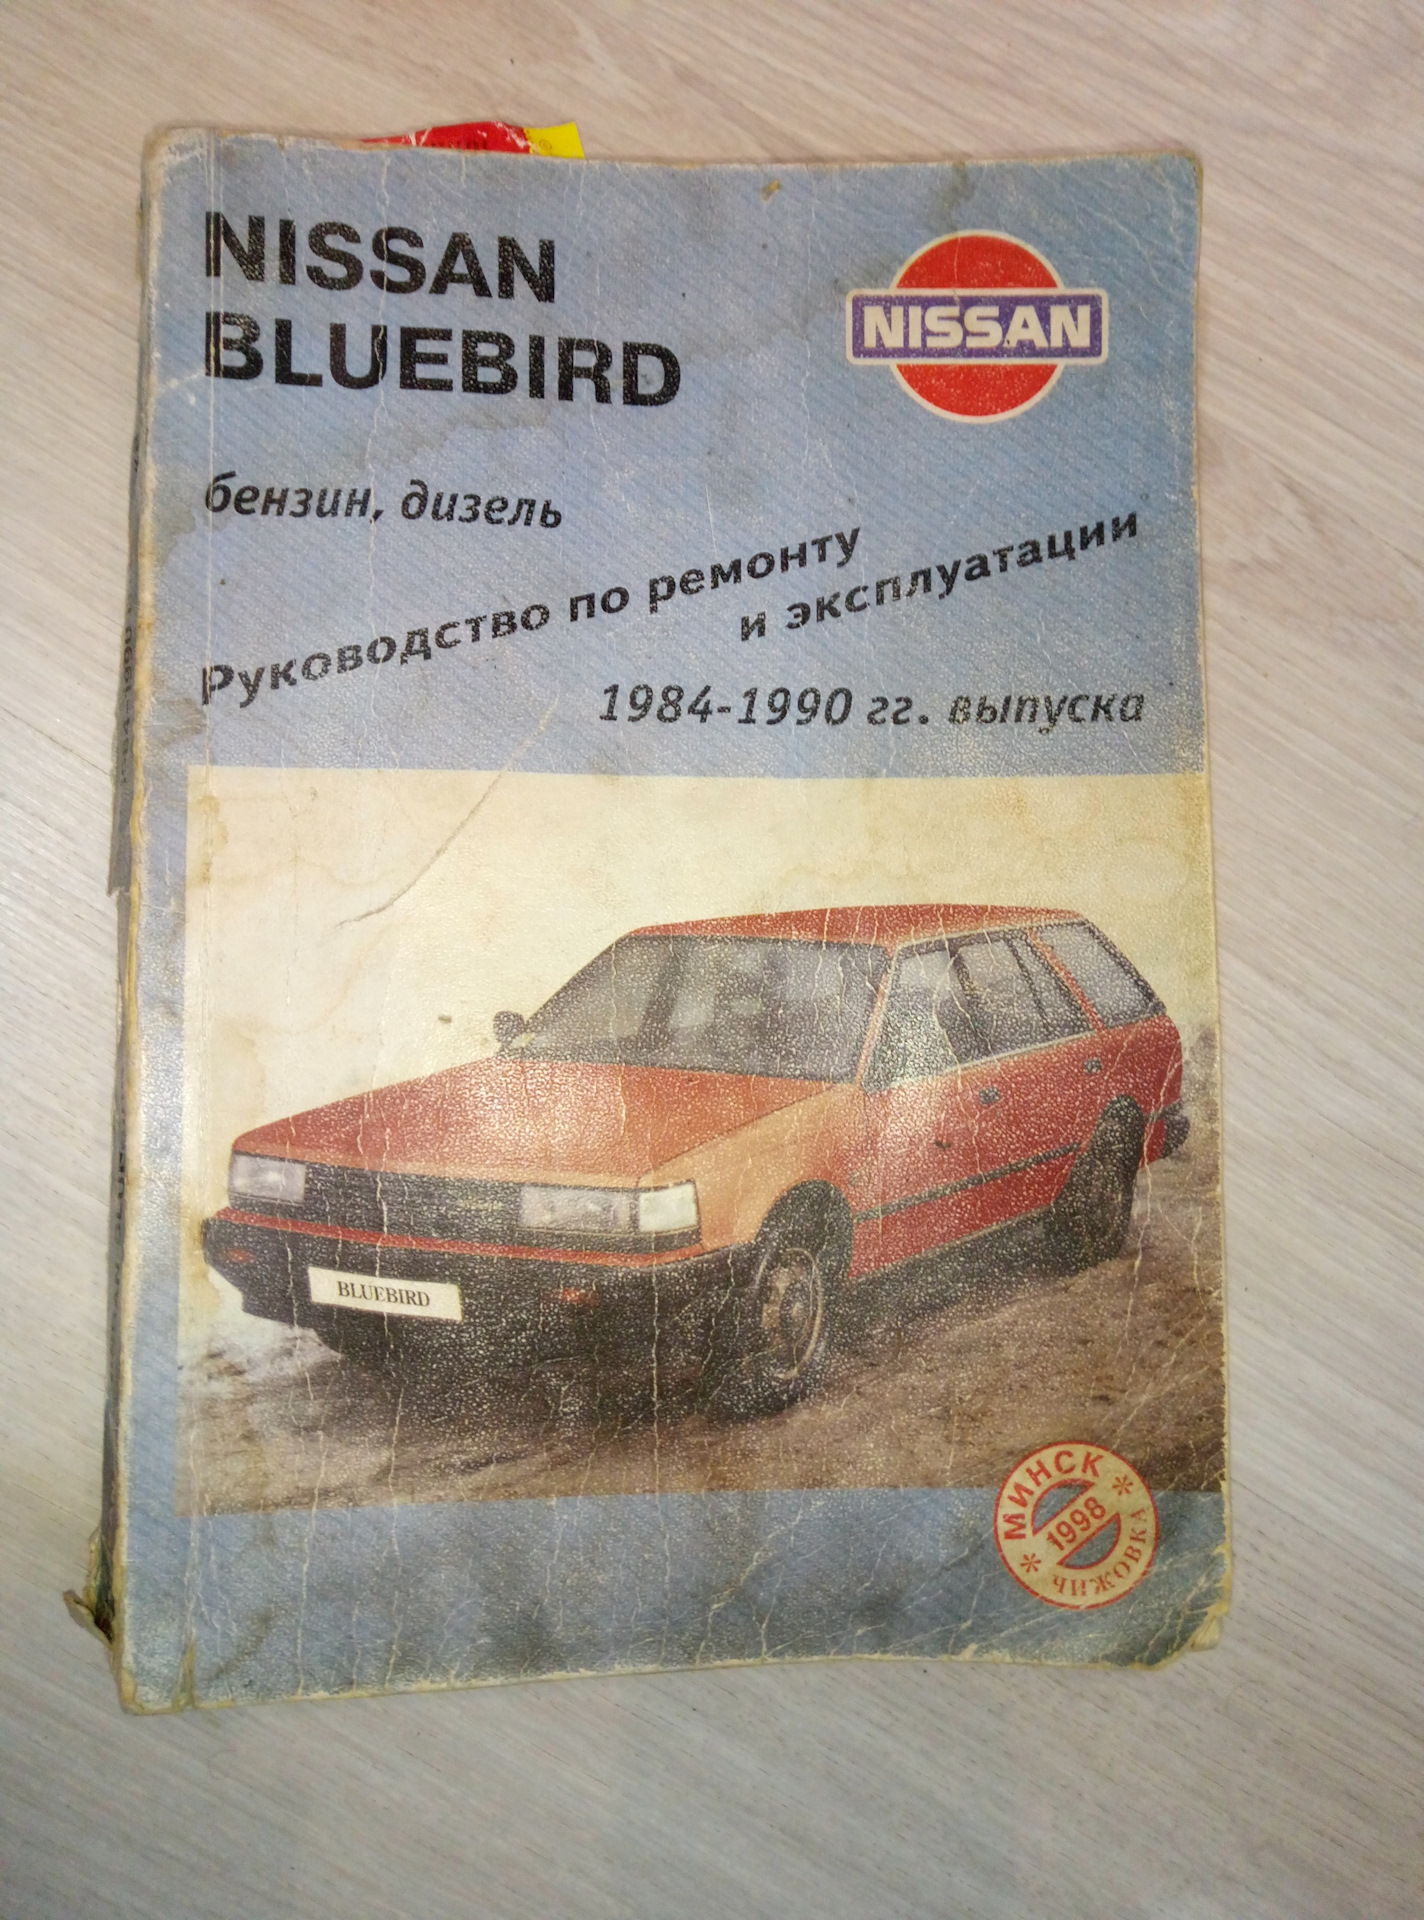 NISSAN
BLUEBIRD
NISSAN
бензин, дизель
Руководство по ремонту
и эксплуатации
1984-1990 гг. выпуска
BLUEBIRD
МИНСК
1998
ЧИЖОВКА